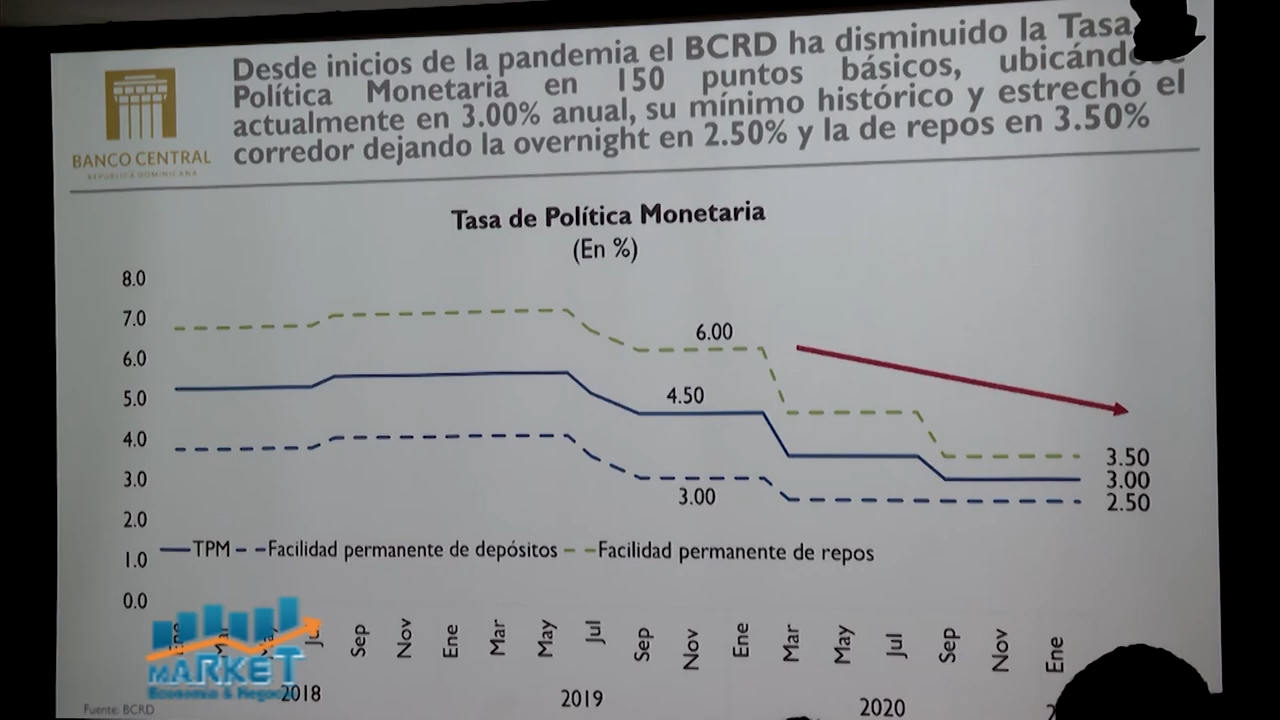 Desde inicios de la pandemia el BCRD ha disminuido la Tasa
Política Monetaria en 150 puntos básicos,
actualmente en 3.00% anual, su mínimo histórico y estrechó el
corredor dejando la overnight en 2.50% y la de repos en 3.50%
BANCO CENTRAL
REPÚBLICA DOMINICANA
Tasa de Política Monetaria
(En %)
8.0
7.0
6.0
5.0
4.0
3.0
2.0
1.0
0.0
6.00
4.50
3.00
3.50
3.00
2.50
TPM
Facilidad permanente de depósitos
Facilidad permanente de repos
Sep
Nov
Ene
Mar
May
Jul
Sep
Nov
Ene
Mar
May
Jul
Sep
Nov
Ene
2018
2019
2020
MARKET
Economía & Negoc
Fuente: BCRD